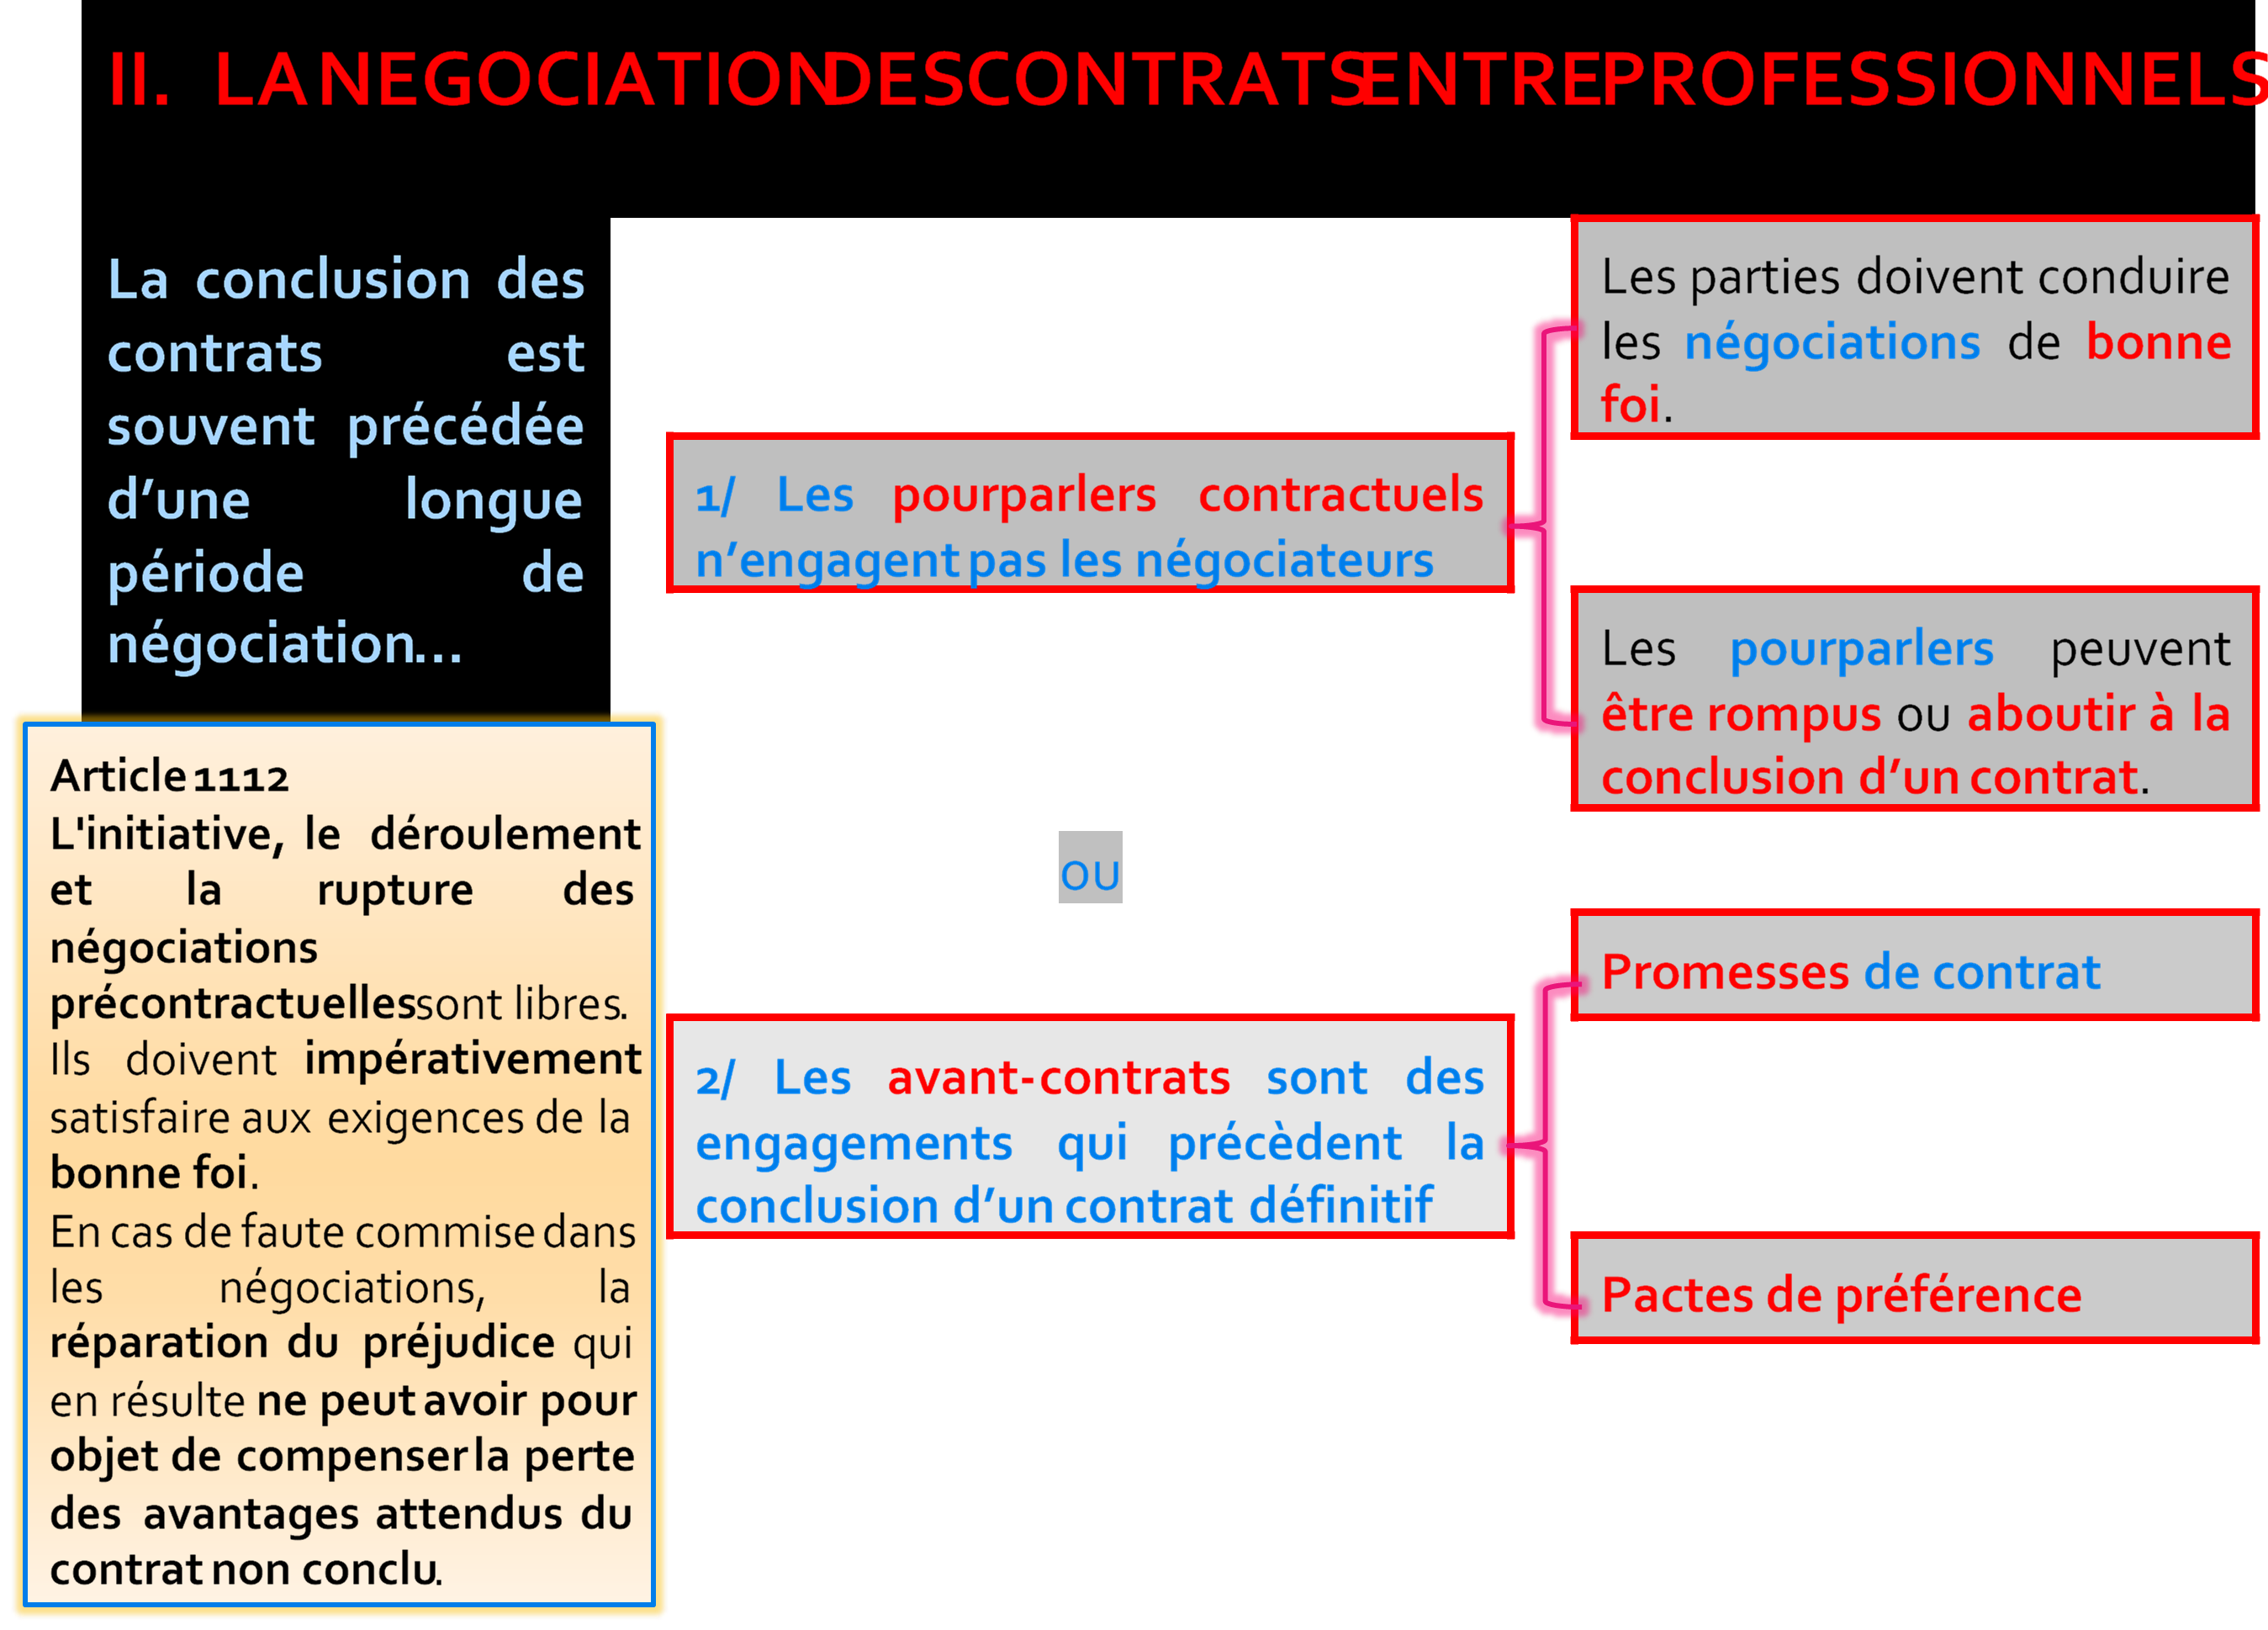 II. LA NEGOCIATION DES CONTRATS ENTRE PROFESSIONNELS
La conclusion des
contrats est
souvent précédée
d’une longue
période de
négociation…
Article 1112
L'initiative, le déroulement
et la rupture des
négociations
précontractuelles sont libres.
Ils doivent impérativement
satisfaire aux exigences de la
bonne foi.
En cas de faute commise dans
les négociations, la
réparation du préjudice qui
en résulte ne peut avoir pour
objet de compenser la perte
des avantages attendus du
contrat non conclu.
1/ Les pourparlers contractuels
n’engagent pas les négociateurs
Les parties doivent conduire
les négociations de bonne
foi.
Les pourparlers peuvent
être rompus ou aboutir à la
conclusion d’un contrat.
ou
2/ Les avant-contrats sont des
engagements qui précèdent la
conclusion d’un contrat définitif
Promesses de contrat
Pactes de préférence